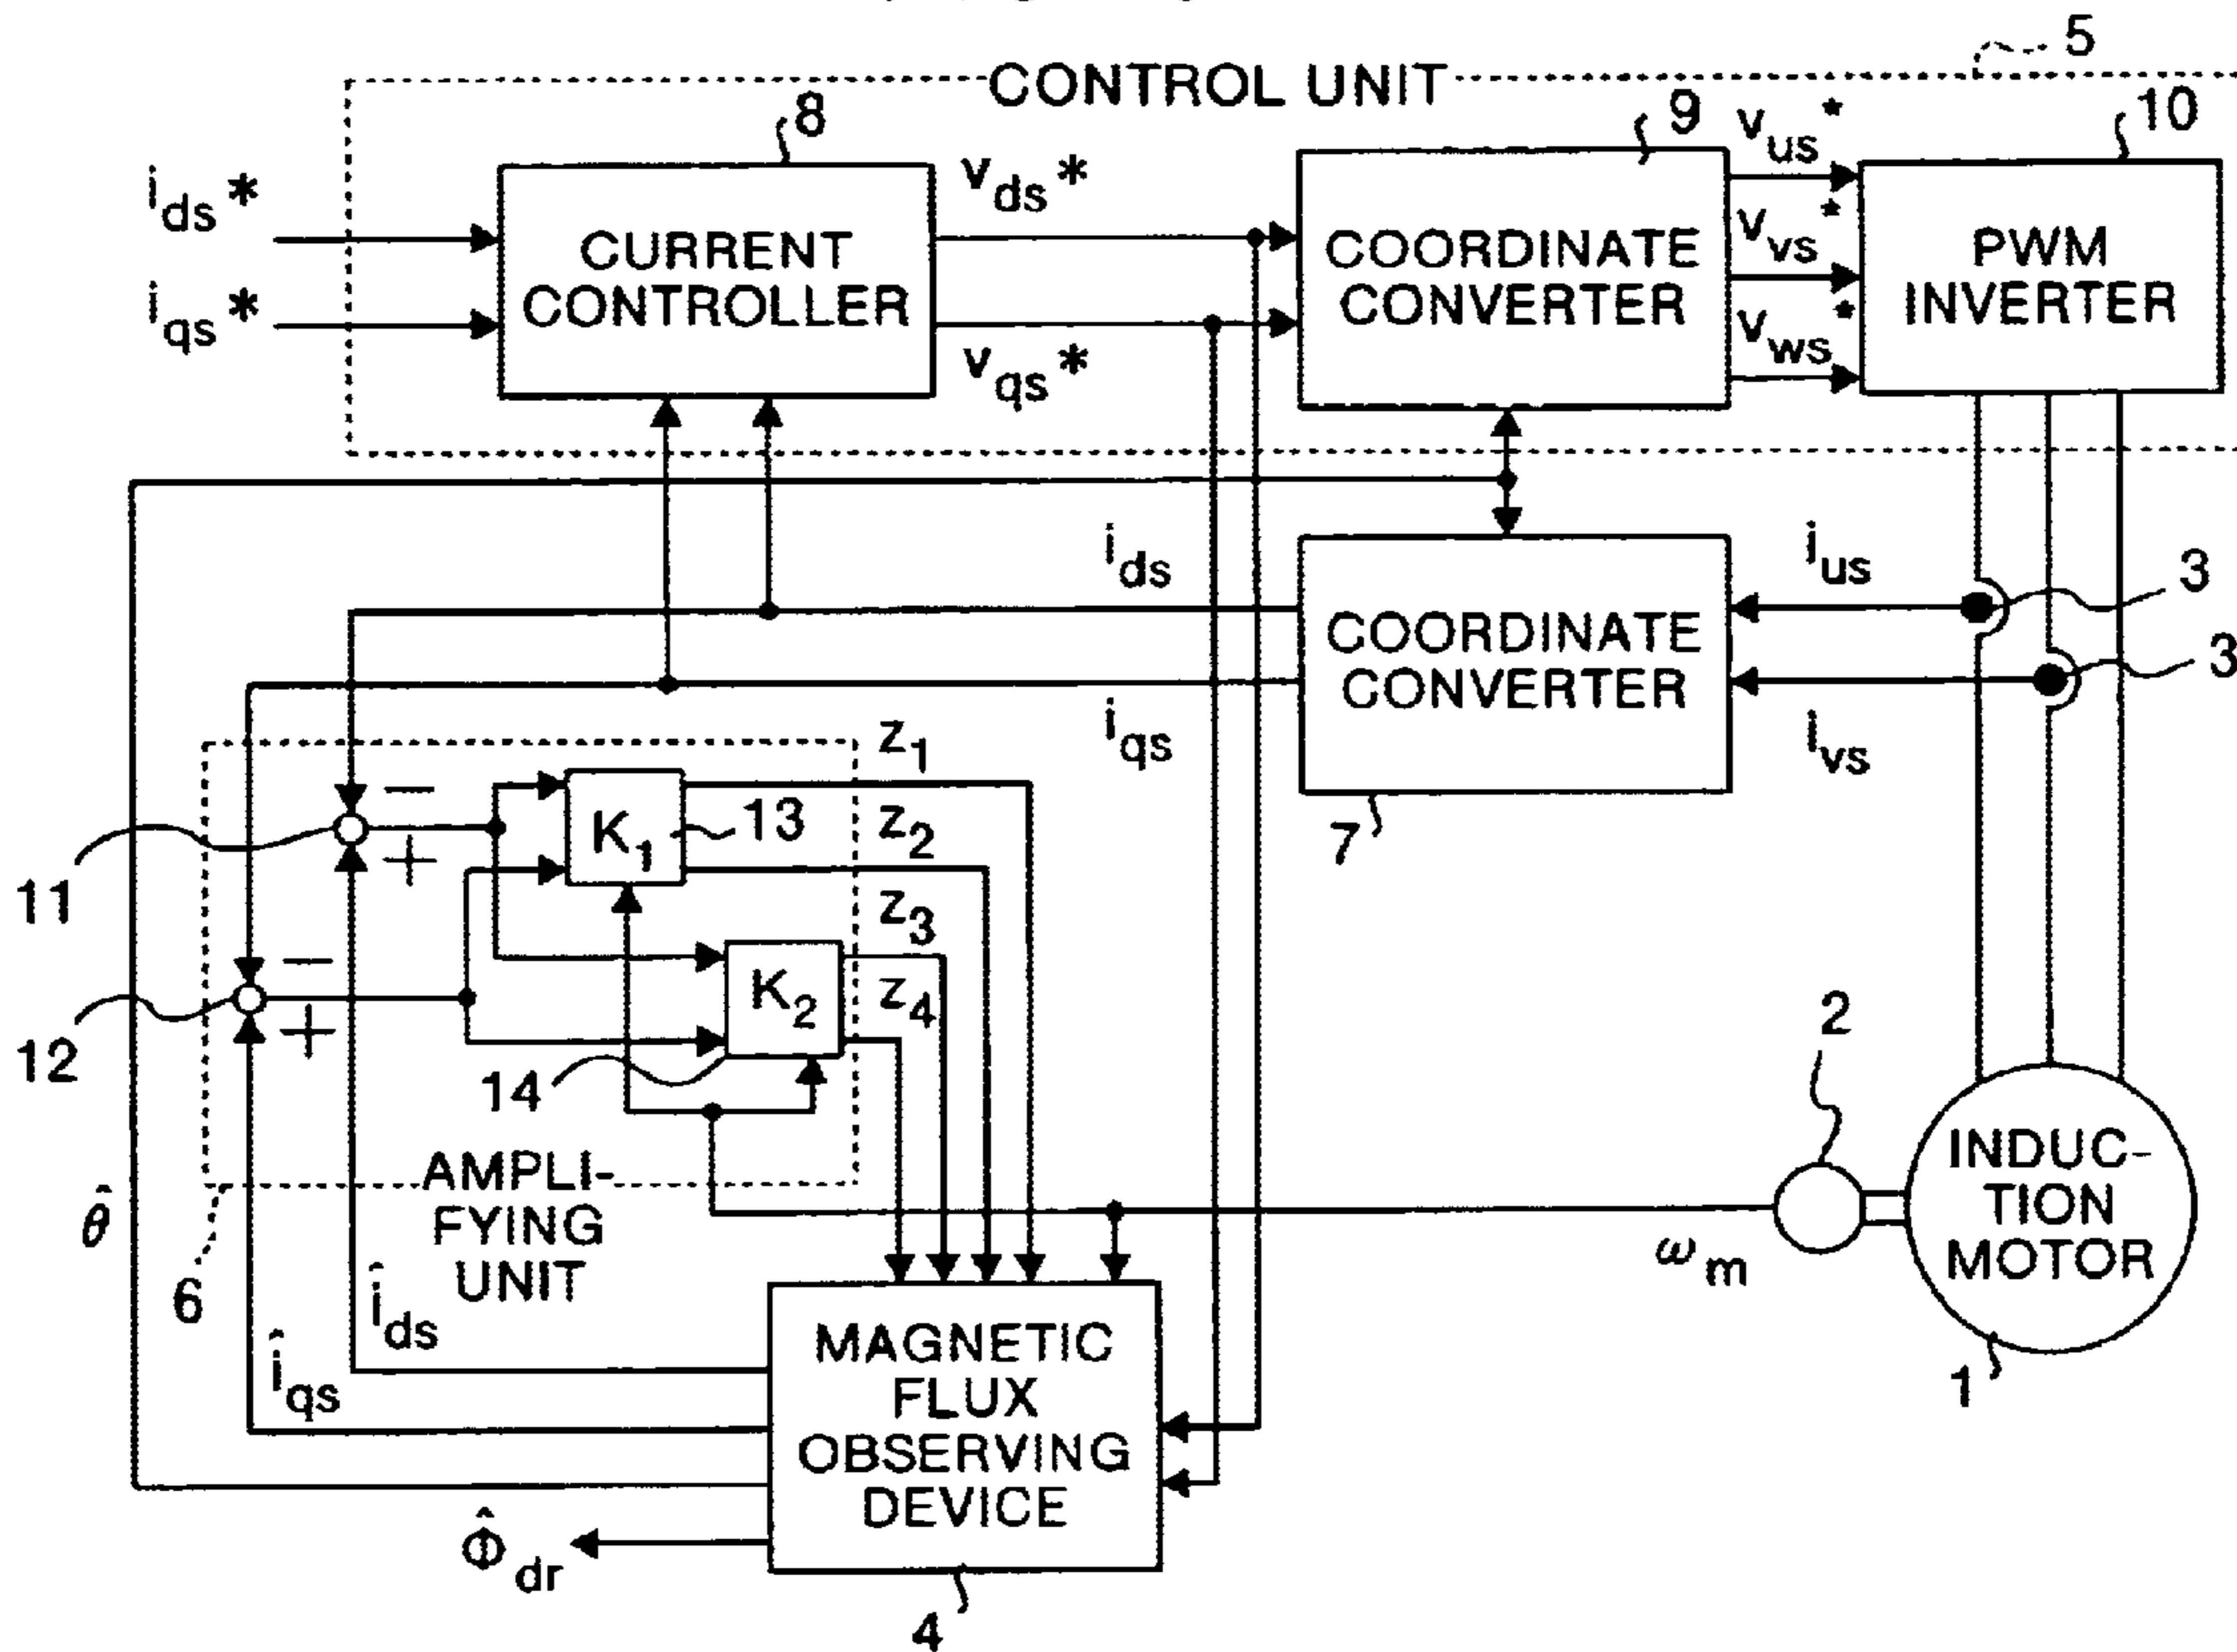 CONTROL UNIT
5
8
9
10
i_ds *
i_qs *
CURRENT
CONTROLLER
v_ds *
v_qs *
COORDINATE
CONVERTER
v_us *
v_vs *
v_ws *
PWM
INVERTER
i_ds
i_qs
COORDINATE
CONVERTER
7
i_us
i_vs
3
3
11
12
−
+
−
+
K_1
13
K_2
14
z_1
z_2
z_3
z_4
AMPLI-
FYING
UNIT
6
θ̂
î_ds
î_qs
MAGNETIC
FLUX
OBSERVING
DEVICE
4
Φ̂_dr
ω_m
2
INDUC-
TION
MOTOR
1